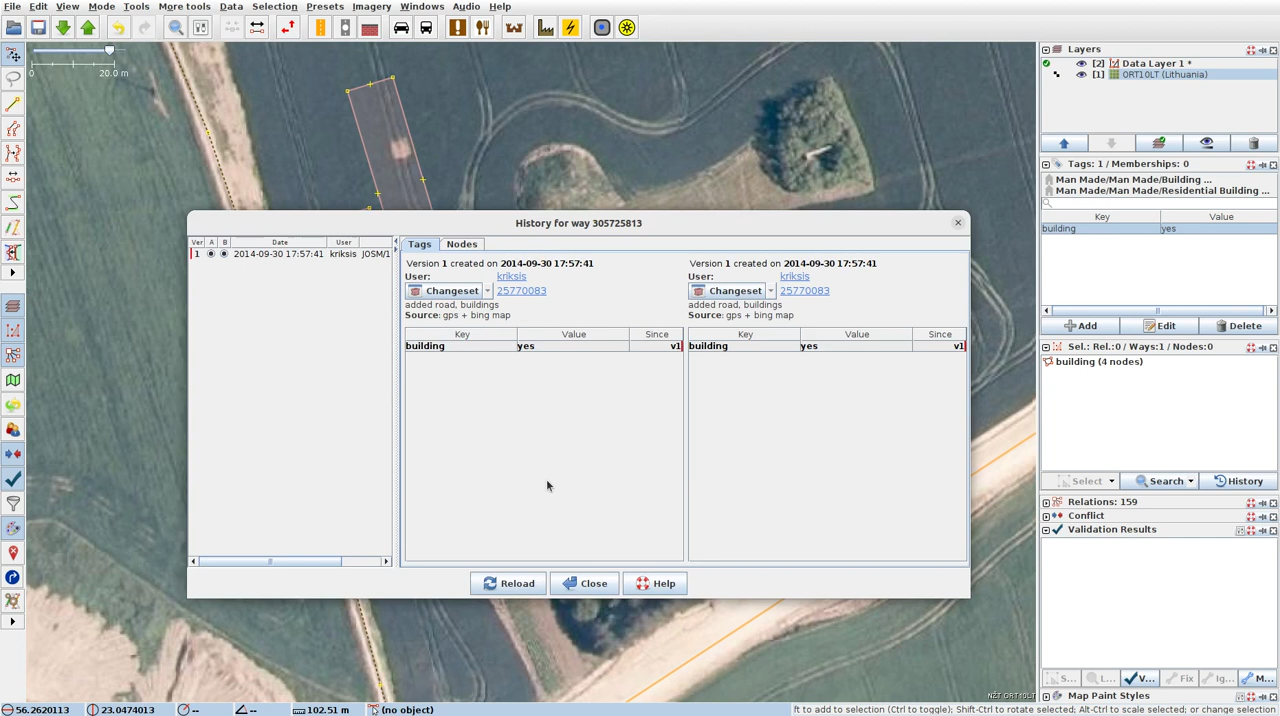 File Edit View Mode Tools More tools Data Selection Presets Imagery Windows Audio Help
0 20.0 m
Layers
[2] Data Layer 1 *
[1] ORT10LT (Lithuania)
Tags: 1 / Memberships: 0
Man Made/Man Made/Building ...
Man Made/Man Made/Residential Building ...
Key Value
building yes
Add Edit Delete
Sel.: Rel.:0 / Ways:1 / Nodes:0
building (4 nodes)
Select Search History
Relations: 159
Conflict
Validation Results
S... L... V... Fix Ig... M...
Map Paint Styles
History for way 305725813
Ver A B Date User
1 2014-09-30 17:57:41 kriksis JOSM/1
Tags Nodes
Version 1 created on 2014-09-30 17:57:41
User: kriksis
Changeset 25770083
added road, buildings
Source: gps + bing map
Key Value Since
building yes v1
Version 1 created on 2014-09-30 17:57:41
User: kriksis
Changeset 25770083
added road, buildings
Source: gps + bing map
Key Value Since
building yes v1
Reload Close Help
NŽT ORT10LT
56.2620113 23.0474013 -- -- 102.51 m (no object)
ft to add to selection (Ctrl to toggle); Shift-Ctrl to rotate selected; Alt-Ctrl to scale selected; or change selection